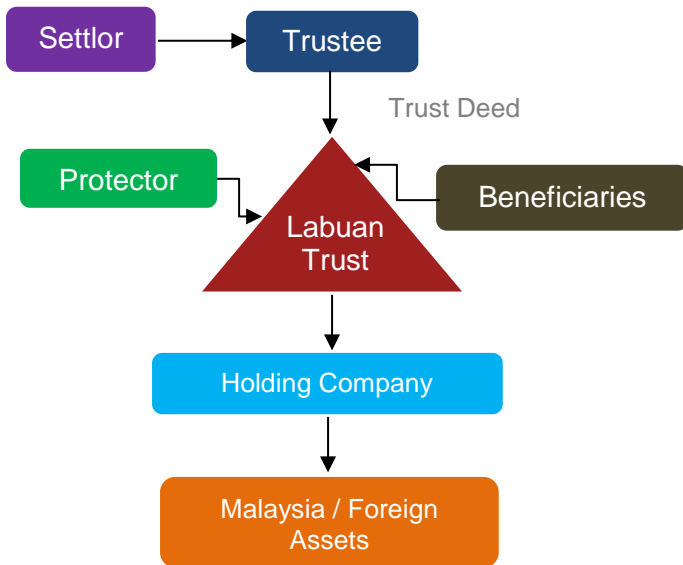 Settlor
Trustee
Trust Deed
Protector
Beneficiaries
Labuan
Trust
Holding Company
Malaysia / Foreign
Assets